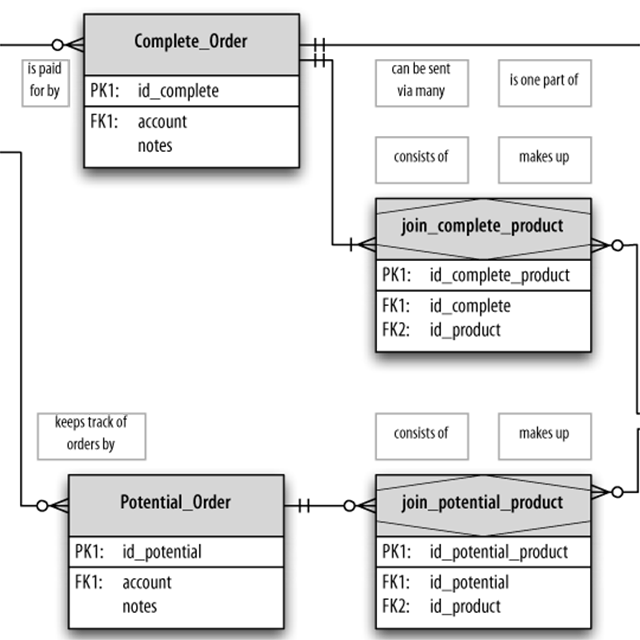 Complete_Order
is paid
for by
PK1: id_complete
FK1: account
notes
can be sent
via many
is one part of
consists of
makes up
join_complete_product
PK1: id_complete_product
FK1: id_complete
FK2: id_product
keeps track of
orders by
consists of
makes up
Potential_Order
PK1: id_potential
FK1: account
notes
join_potential_product
PK1: id_potential_product
FK1: id_potential
FK2: id_product